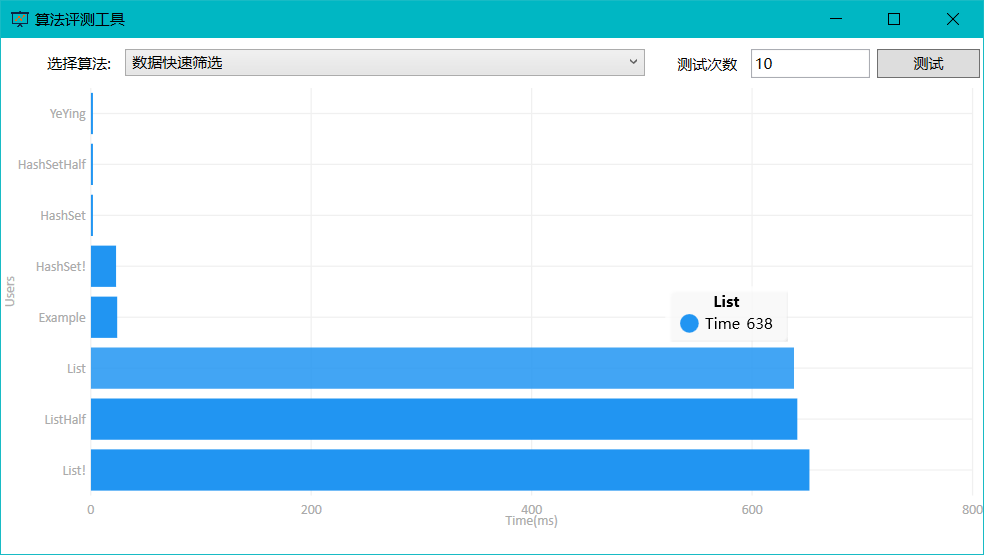 算法评测工具
选择算法: 数据快速筛选 测试次数 10 测试
YeYing
HashSetHalf
HashSet
HashSet!
Users
Example
List
Time 638
List
ListHalf
List!
0 200 400 600 800
Time(ms)